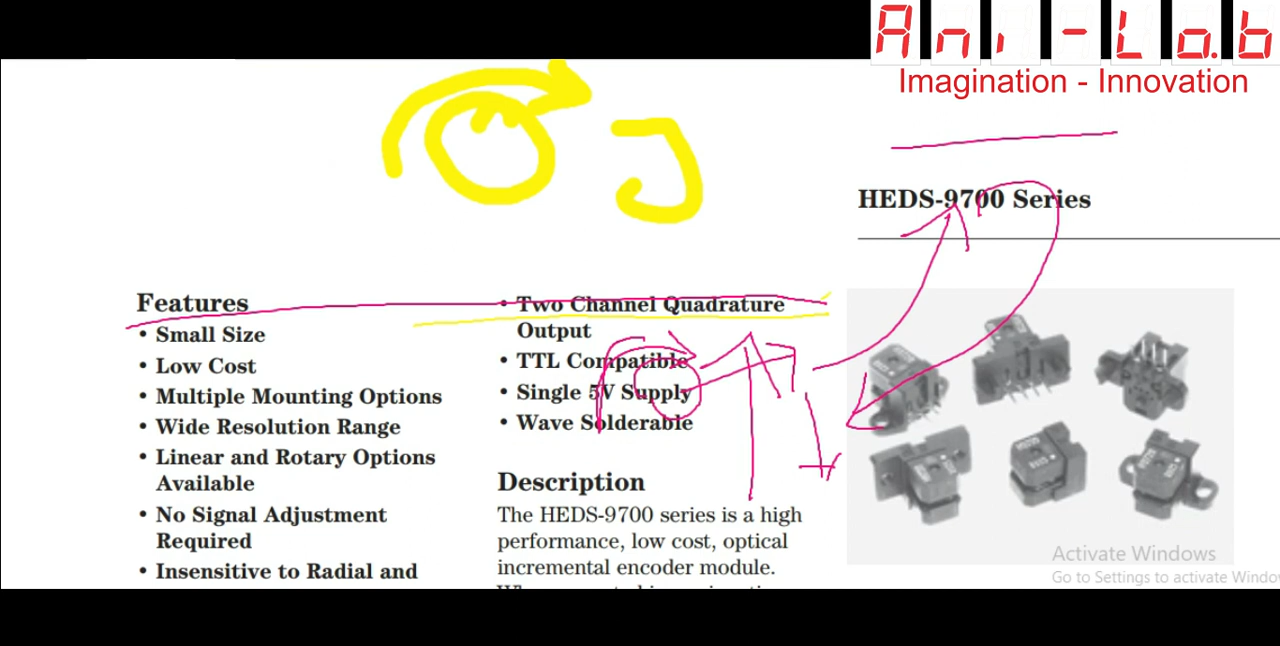 Ani-Lab
Imagination - Innovation
HEDS-9700 Series
Features
• Small Size
• Low Cost
• Multiple Mounting Options
• Wide Resolution Range
• Linear and Rotary Options
Available
• No Signal Adjustment
Required
• Insensitive to Radial and
• Two Channel Quadrature
Output
• TTL Compatible
• Single 5V Supply
• Wave Solderable
Description
The HEDS-9700 series is a high
performance, low cost, optical
incremental encoder module.
Activate Windows
Go to Settings to activate Windo